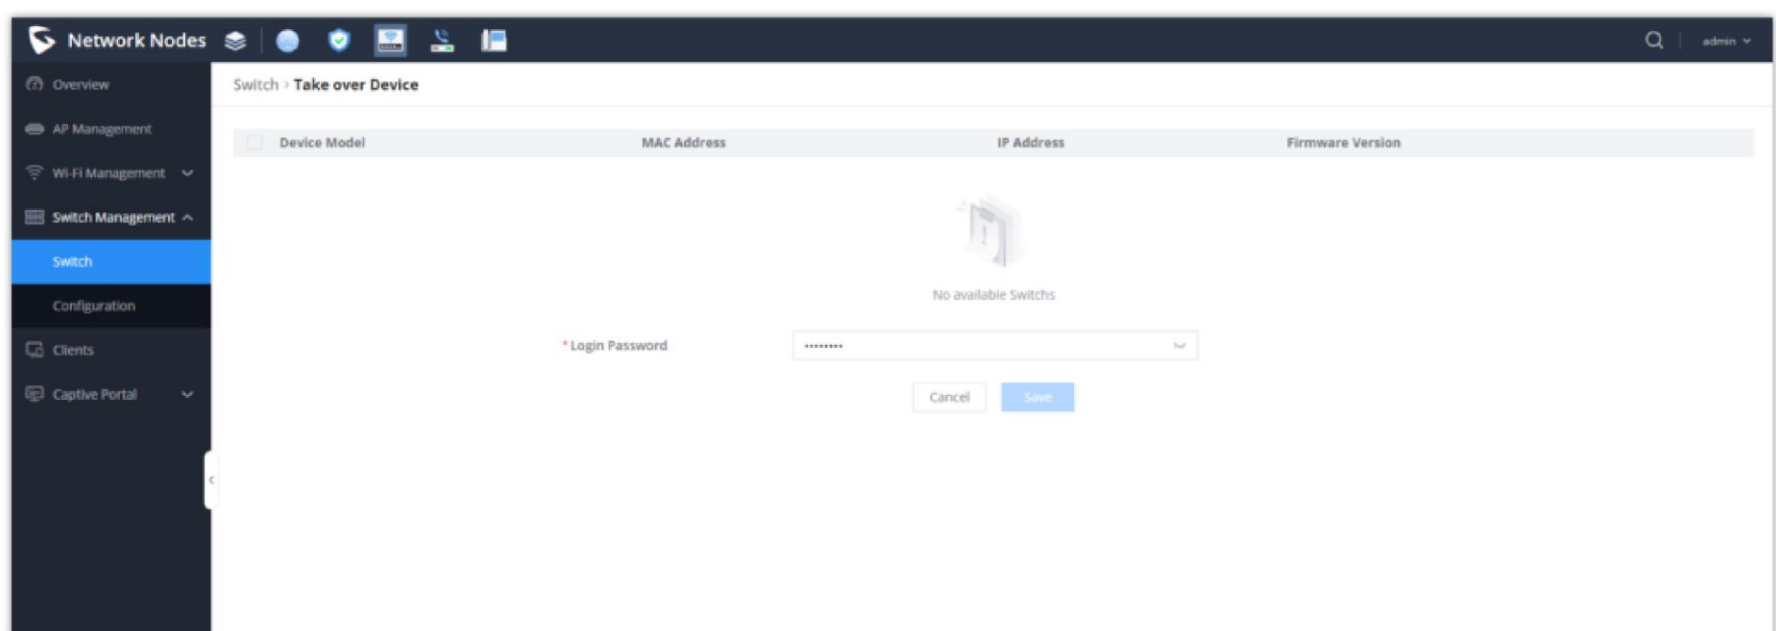 Network Nodes
admin
Overview
AP Management
Wi-Fi Management
Switch Management
Switch
Configuration
Clients
Captive Portal
Switch > Take over Device
Device Model MAC Address IP Address Firmware Version
No available Switchs
*Login Password ••••••••
Cancel Save